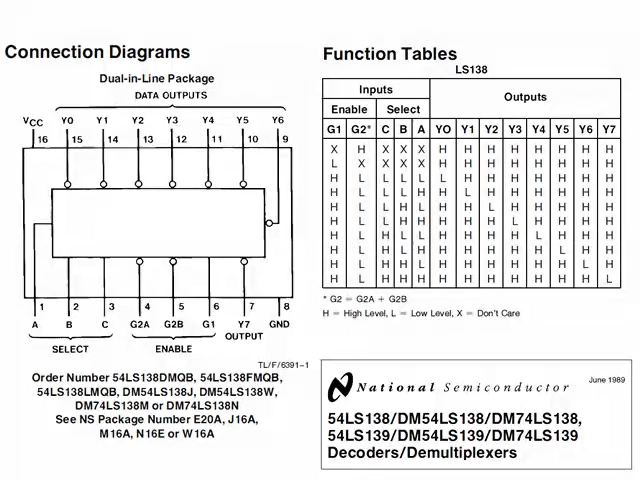 Connection Diagrams
Dual-in-Line Package
DATA OUTPUTS
VCC Y0 Y1 Y2 Y3 Y4 Y5 Y6
16 15 14 13 12 11 10 9
1 2 3 4 5 6 7 8
A B C G2A G2B G1 Y7 GND
OUTPUT
SELECT ENABLE
TL/F/6391-1
Order Number 54LS138DMQB, 54LS138FMQB,
54LS138LMQB, DM54LS138J, DM54LS138W,
DM74LS138M or DM74LS138N
See NS Package Number E20A, J16A,
M16A, N16E or W16A
Function Tables
LS138
Inputs Outputs
Enable Select
G1 G2* C B A YO Y1 Y2 Y3 Y4 Y5 Y6 Y7
X H X X X H H H H H H H H
L X X X X H H H H H H H H
H L L L L L H H H H H H H
H L L L H H L H H H H H H
H L L H L H H L H H H H H
H L L H H H H H L H H H H
H L H L L H H H H L H H H
H L H L H H H H H H L H H
H L H H L H H H H H H L H
H L H H H H H H H H H H L
* G2 = G2A + G2B
H = High Level, L = Low Level, X = Don't Care
National Semiconductor
June 1989
54LS138/DM54LS138/DM74LS138,
54LS139/DM54LS139/DM74LS139
Decoders/Demultiplexers